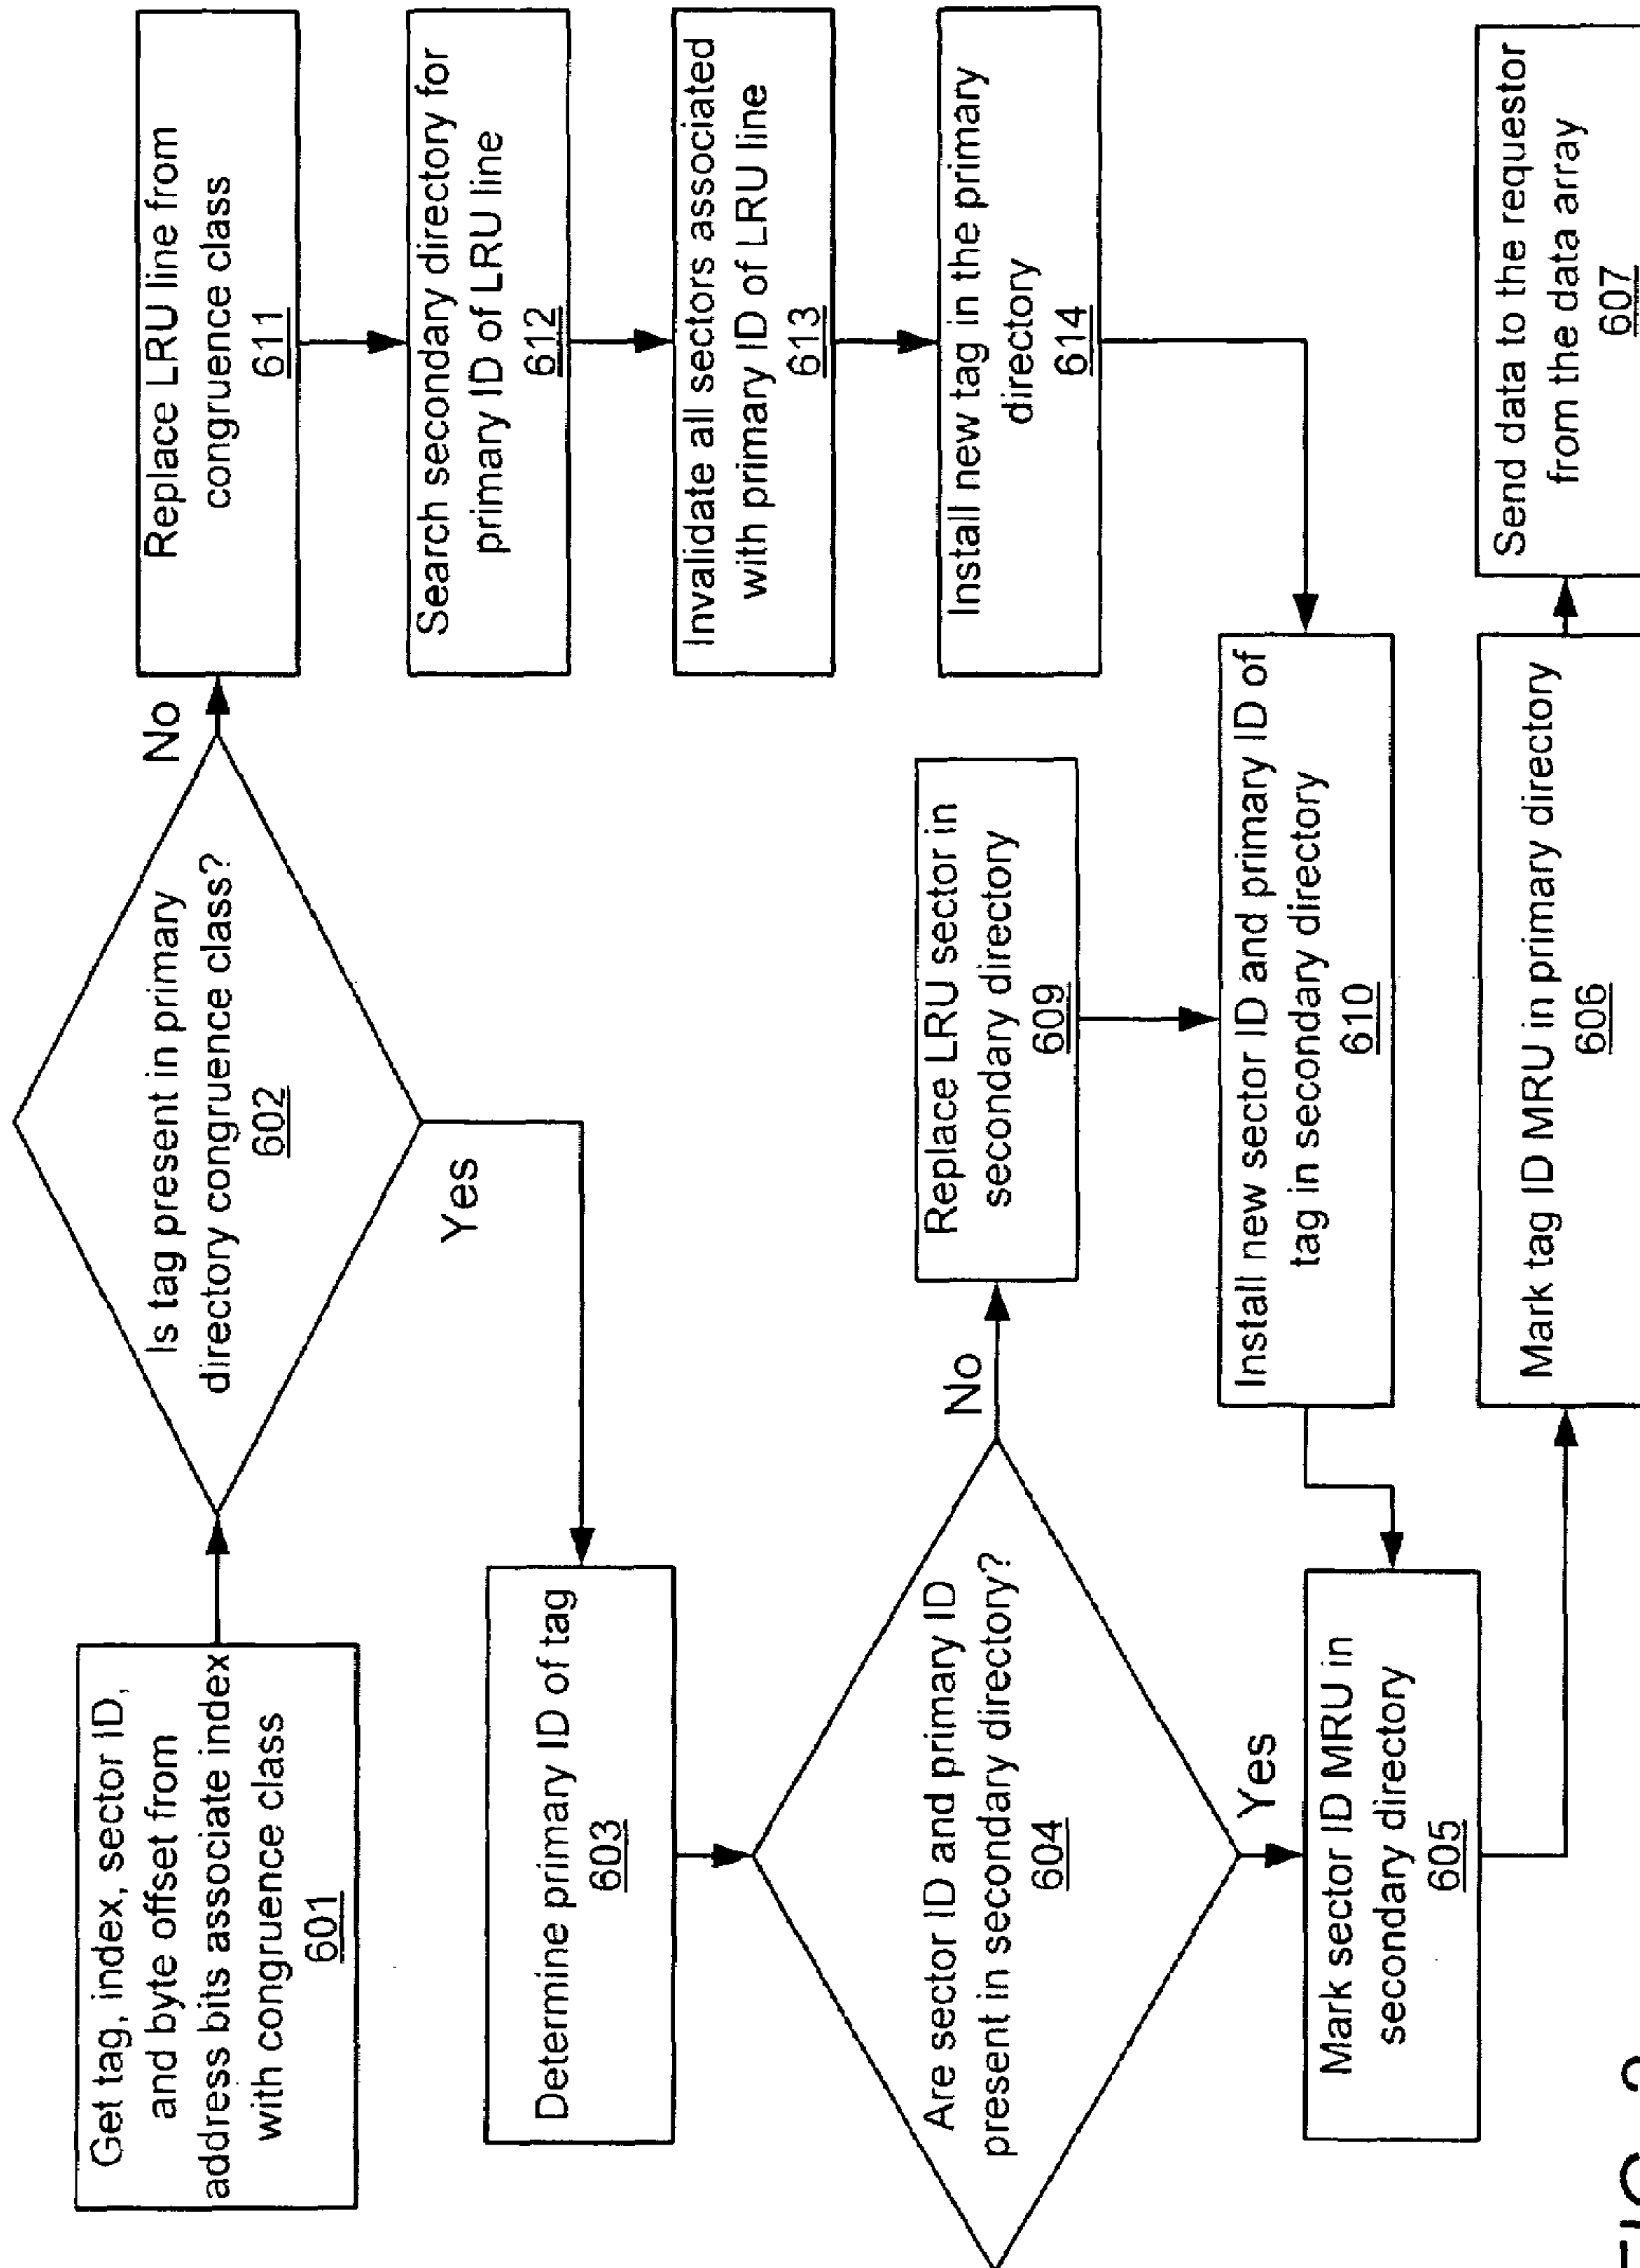 Get tag, index, sector ID,
and byte offset from
address bits associate index
with congruence class
601
Is tag present in primary
directory congruence class?
602
No
Yes
Replace LRU line from
congruence class
611
Search secondary directory for
primary ID of LRU line
612
Invalidate all sectors associated
with primary ID of LRU line
613
Install new tag in the primary
directory
614
Determine primary ID of tag
603
Are sector ID and primary ID
present in secondary directory?
604
No
Yes
Replace LRU sector in
secondary directory
609
Install new sector ID and primary ID of
tag in secondary directory
610
Mark sector ID MRU in
secondary directory
605
Mark tag ID MRU in primary directory
606
Send data to the requestor
from the data array
607